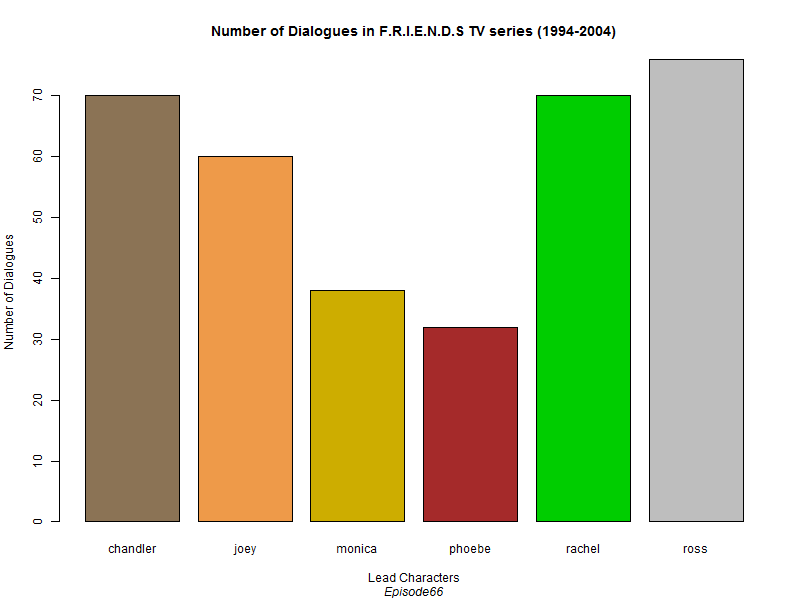 Number of Dialogues in F.R.I.E.N.D.S TV series (1994-2004)
Number of Dialogues
70
60
50
40
30
20
10
0
chandler joey monica phoebe rachel ross
Lead Characters
Episode66